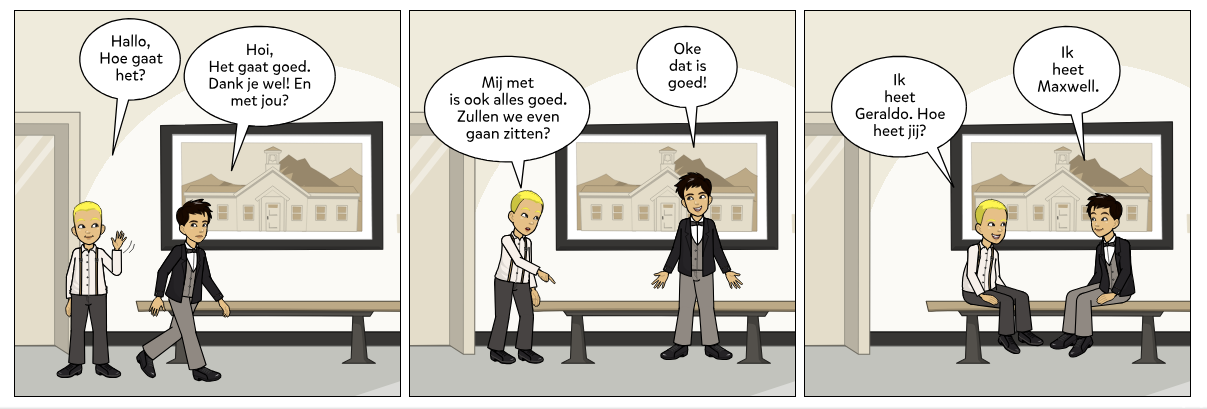 Hallo,
Hoe gaat
het?
Hoi,
Het gaat goed.
Dank je wel! En
met jou?
Mij met
is ook alles goed.
Zullen we even
gaan zitten?
Oke
dat is
goed!
Ik
heet
Geraldo. Hoe
heet jij?
Ik
heet
Maxwell.